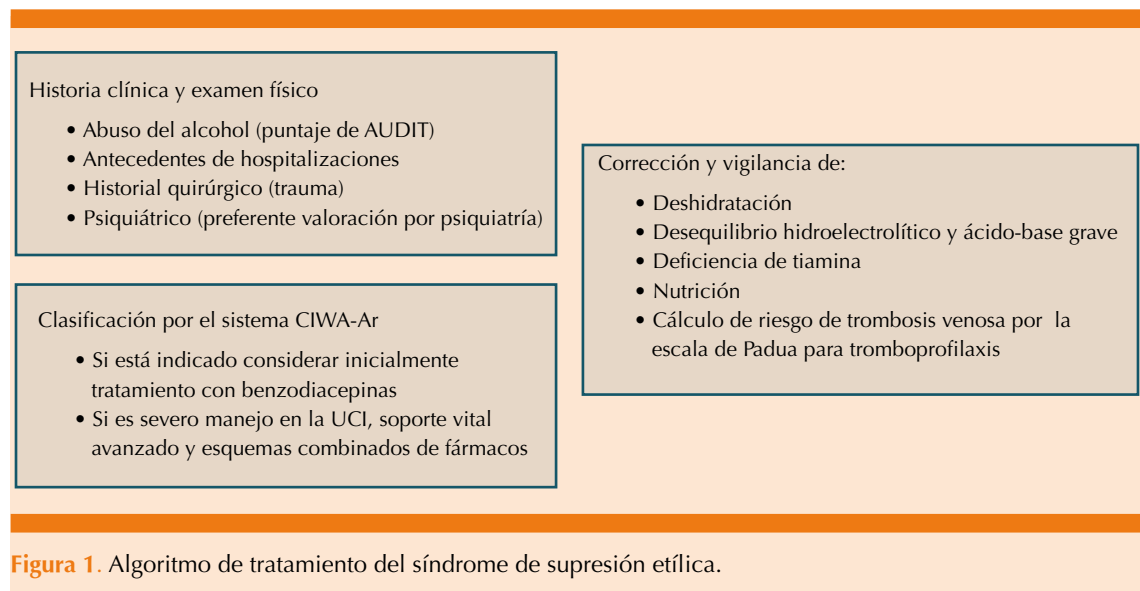 Historia clínica y examen físico
• Abuso del alcohol (puntaje de AUDIT)
• Antecedentes de hospitalizaciones
• Historial quirúrgico (trauma)
• Psiquiátrico (preferente valoración por psiquiatría)
Clasificación por el sistema CIWA-Ar
• Si está indicado considerar inicialmente
tratamiento con benzodiacepinas
• Si es severo manejo en la UCI, soporte vital
avanzado y esquemas combinados de fármacos
Corrección y vigilancia de:
• Deshidratación
• Desequilibrio hidroelectrolítico y ácido-base grave
• Deficiencia de tiamina
• Nutrición
• Cálculo de riesgo de trombosis venosa por la
escala de Padua para tromboprofilaxis
Figura 1. Algoritmo de tratamiento del síndrome de supresión etílica.